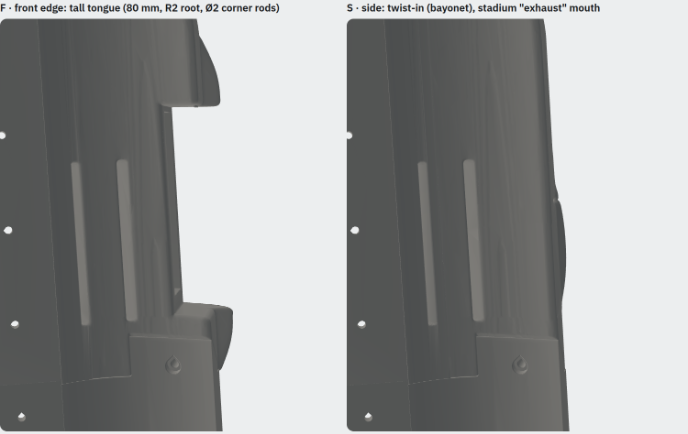 F · front edge: tall tongue (80 mm, R2 root, Ø2 corner rods)
S · side: twist-in (bayonet), stadium "exhaust" mouth